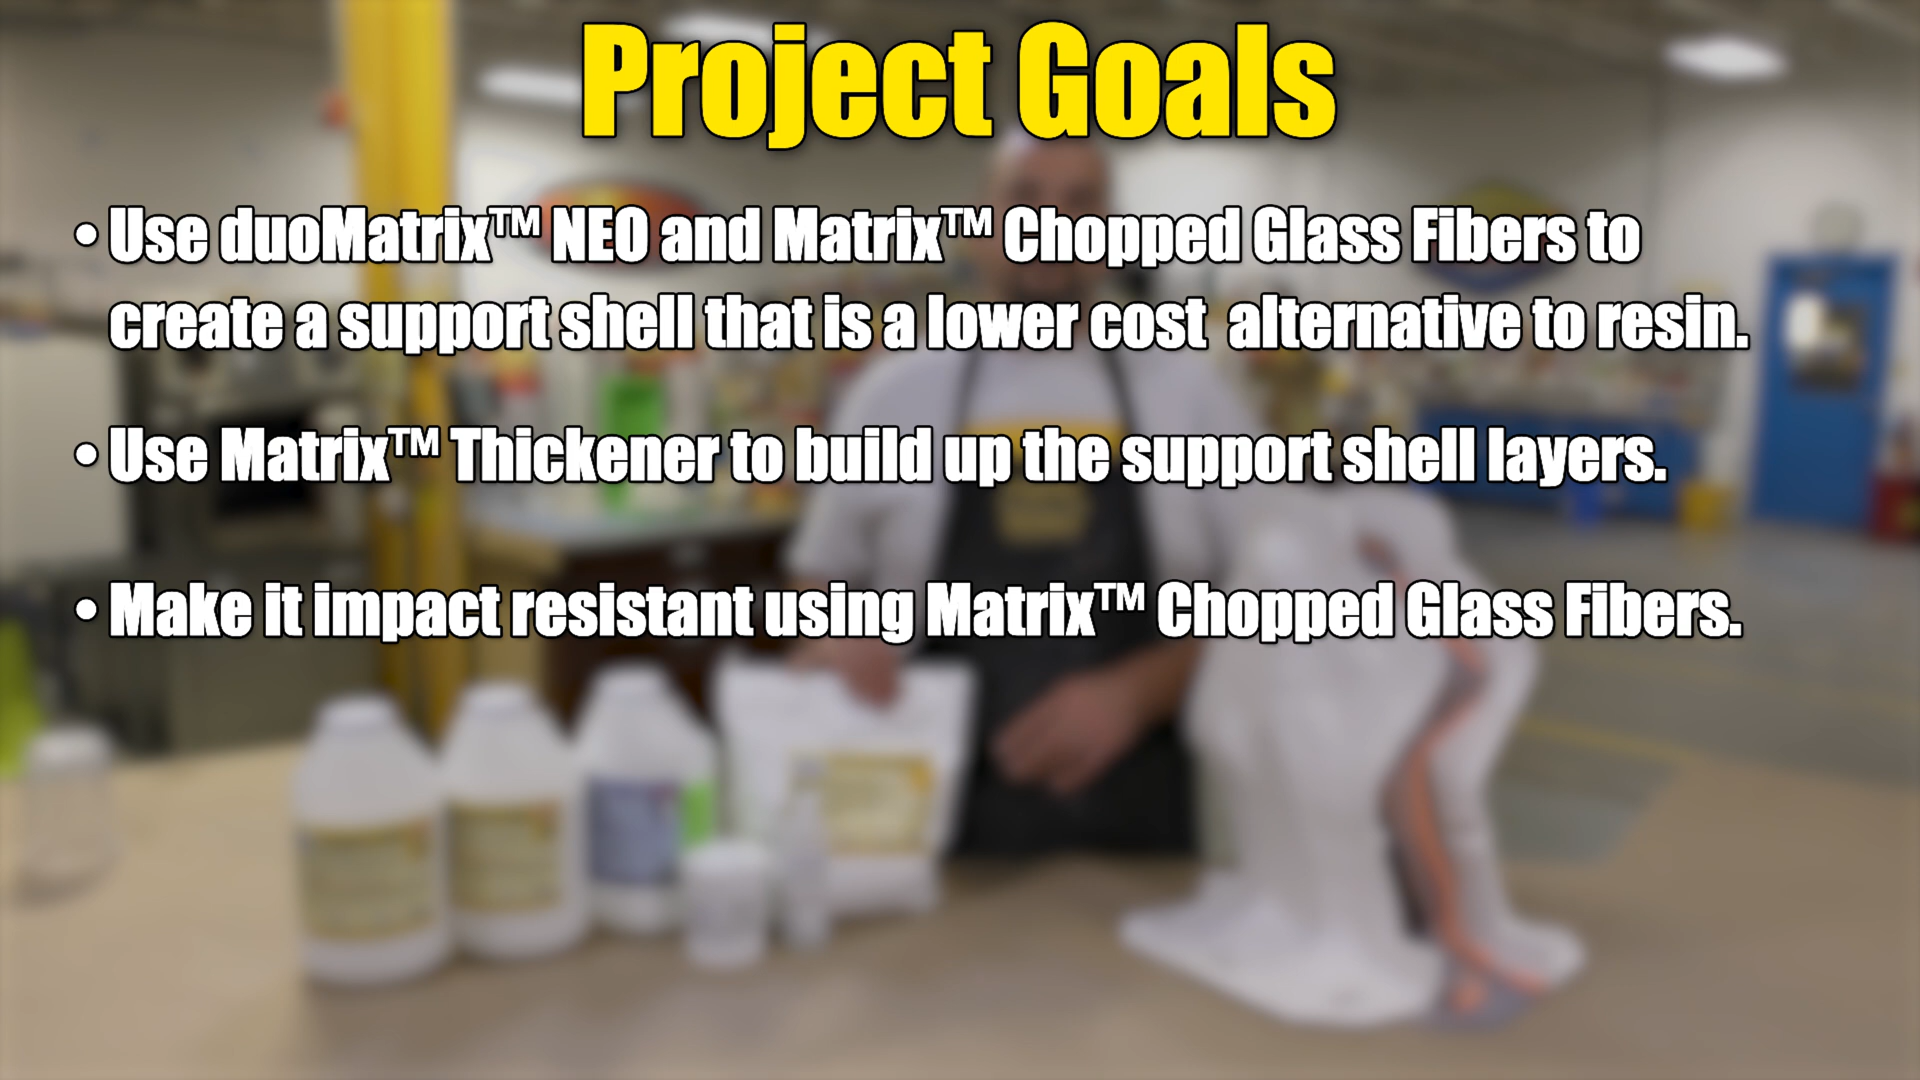 Project Goals
• Use duoMatrix™ NEO and Matrix™ Chopped Glass Fibers to
create a support shell that is a lower cost alternative to resin.
• Use Matrix™ Thickener to build up the support shell layers.
• Make it impact resistant using Matrix™ Chopped Glass Fibers.